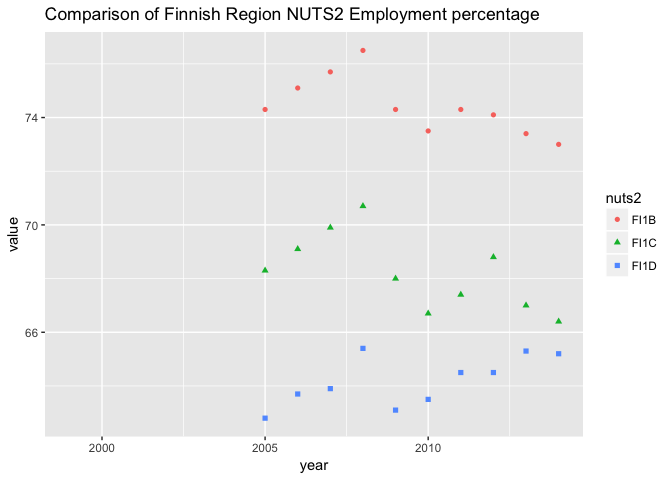 Comparison of Finnish Region NUTS2 Employment percentage
74
70
66
value
2000 2005 2010
year
nuts2
FI1B
FI1C
FI1D